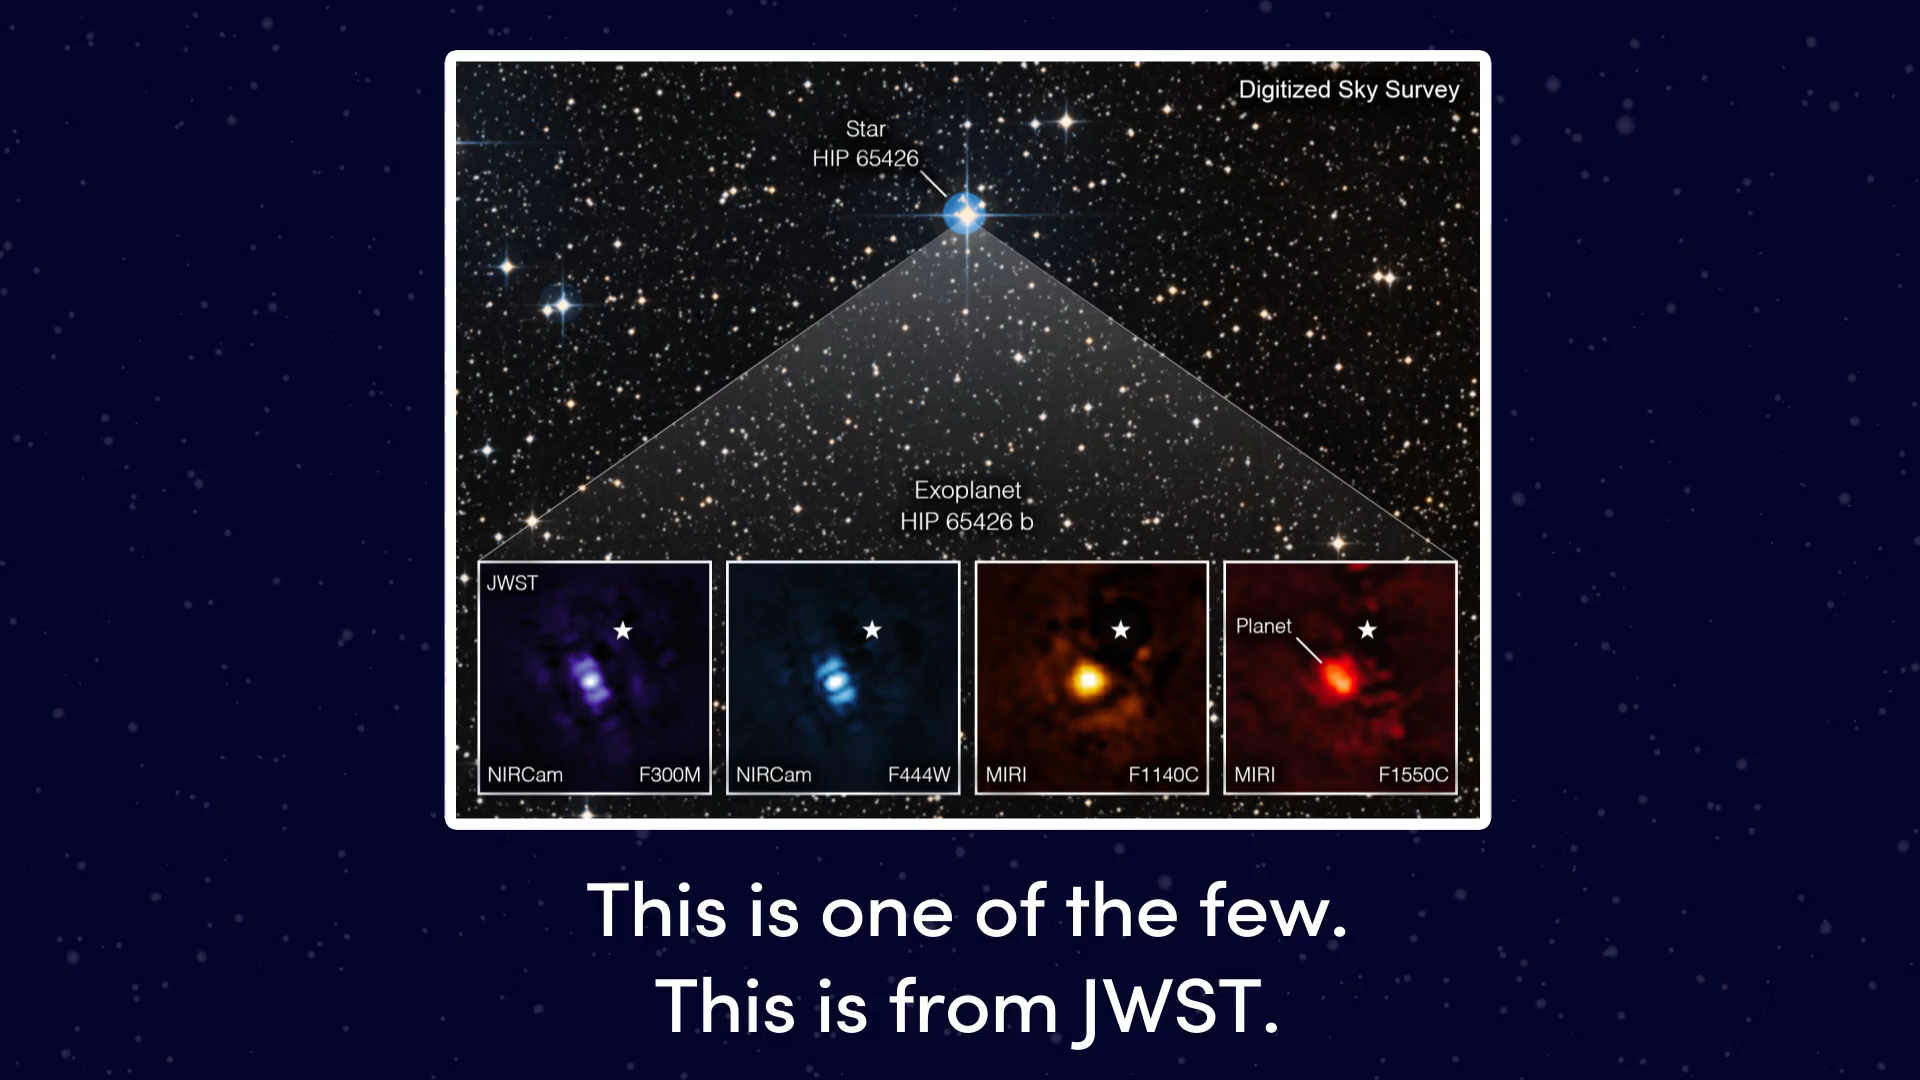 Digitized Sky Survey
Star
HIP 65426
Exoplanet
HIP 65426 b
JWST
NIRCam F300M
NIRCam F444W
MIRI F1140C
Planet
MIRI F1550C
This is one of the few.
This is from JWST.